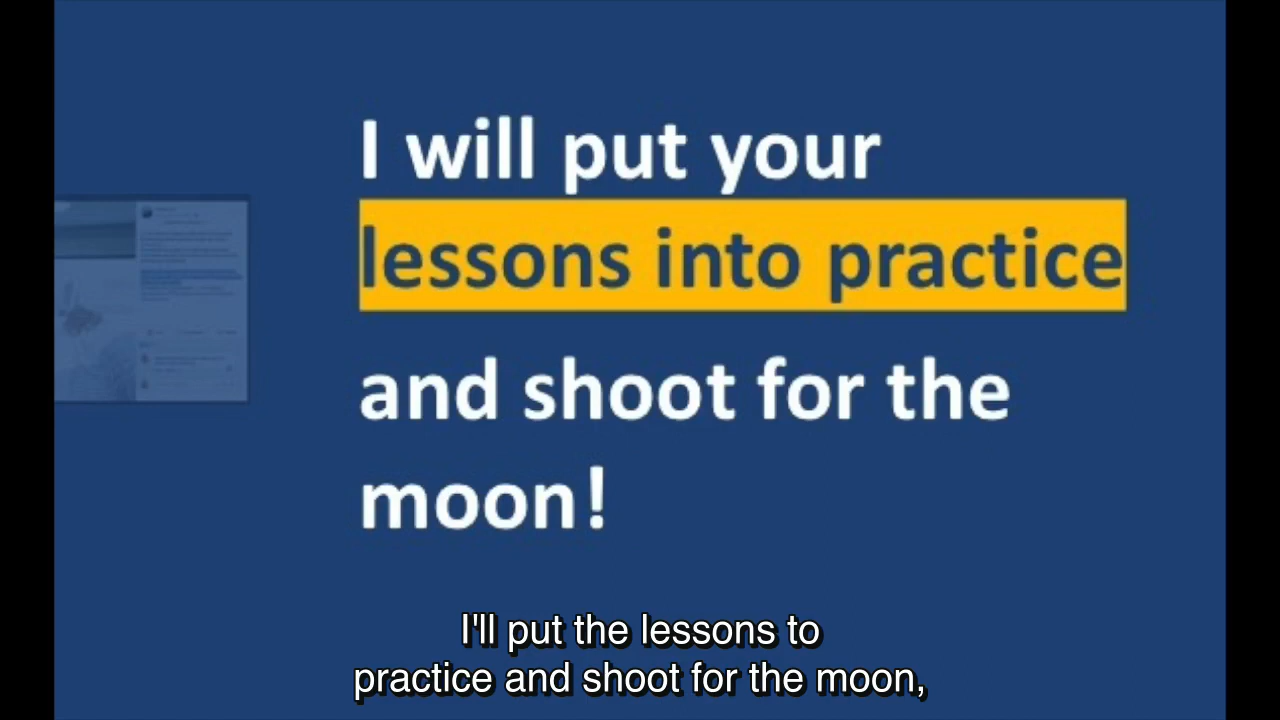 I will put your
lessons into practice
and shoot for the
moon!
I'll put the lessons to
practice and shoot for the moon,